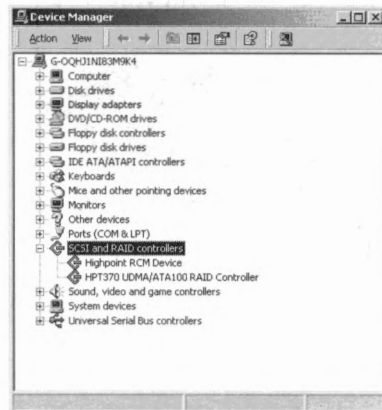 Device Manager
Action View
G-OQHJ1NI83M9K4
Computer
Disk drives
Display adapters
DVD/CD-ROM drives
Floppy disk controllers
Floppy disk drives
IDE ATA/ATAPI controllers
Keyboards
Mice and other pointing devices
Monitors
Other devices
Ports (COM & LPT)
SCSI and RAID controllers
Highpoint RCM Device
HPT370 UDMA/ATA100 RAID Controller
Sound, video and game controllers
System devices
Universal Serial Bus controllers